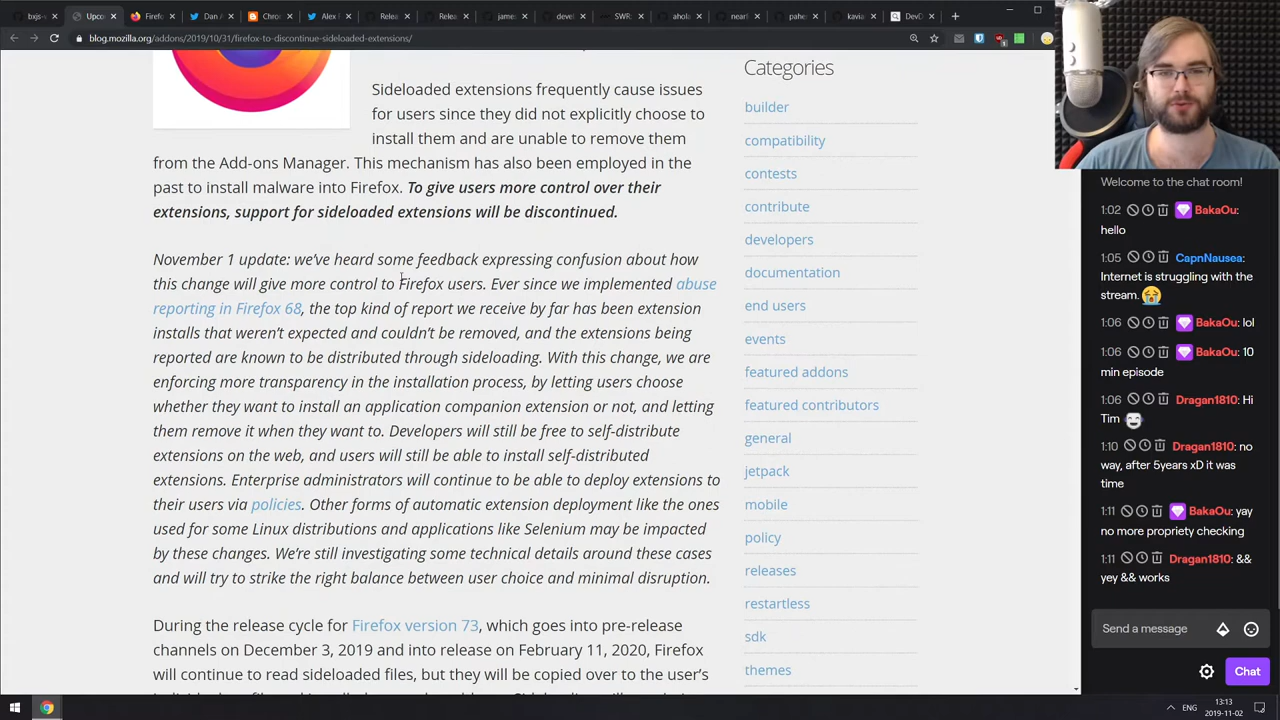 bxjs-v
Upco
Firefo
Dan A
Chro
Alex
Relea
Relea
james
devel
SWR:
ahola
near
paher
kavia
DevD
blog.mozilla.org/addons/2019/10/31/firefox-to-discontinue-sideloaded-extensions/
Sideloaded extensions frequently cause issues
for users since they did not explicitly choose to
install them and are unable to remove them
from the Add-ons Manager. This mechanism has also been employed in the
past to install malware into Firefox. To give users more control over their
extensions, support for sideloaded extensions will be discontinued.
November 1 update: we've heard some feedback expressing confusion about how
this change will give more control to Firefox users. Ever since we implemented abuse
reporting in Firefox 68, the top kind of report we receive by far has been extension
installs that weren't expected and couldn't be removed, and the extensions being
reported are known to be distributed through sideloading. With this change, we are
enforcing more transparency in the installation process, by letting users choose
whether they want to install an application companion extension or not, and letting
them remove it when they want to. Developers will still be free to self-distribute
extensions on the web, and users will still be able to install self-distributed
extensions. Enterprise administrators will continue to be able to deploy extensions to
their users via policies. Other forms of automatic extension deployment like the ones
used for some Linux distributions and applications like Selenium may be impacted
by these changes. We're still investigating some technical details around these cases
and will try to strike the right balance between user choice and minimal disruption.
During the release cycle for Firefox version 73, which goes into pre-release
channels on December 3, 2019 and into release on February 11, 2020, Firefox
will continue to read sideloaded files, but they will be copied over to the user's
Categories
builder
compatibility
contests
contribute
developers
documentation
end users
events
featured addons
featured contributors
general
jetpack
mobile
policy
releases
restartless
sdk
themes
Welcome to the chat room!
1:02 BakaOu:
hello
1:05 CapnNausea:
Internet is struggling with the
stream.
1:06 BakaOu: lol
1:06 BakaOu: 10
min episode
1:06 Dragan1810: Hi
Tim
1:10 Dragan1810: no
way, after 5years xD it was
time
1:11 BakaOu: yay
no more propriety checking
1:11 Dragan1810: &&
yey && works
Send a message
Chat
ENG
13:13
2019-11-02